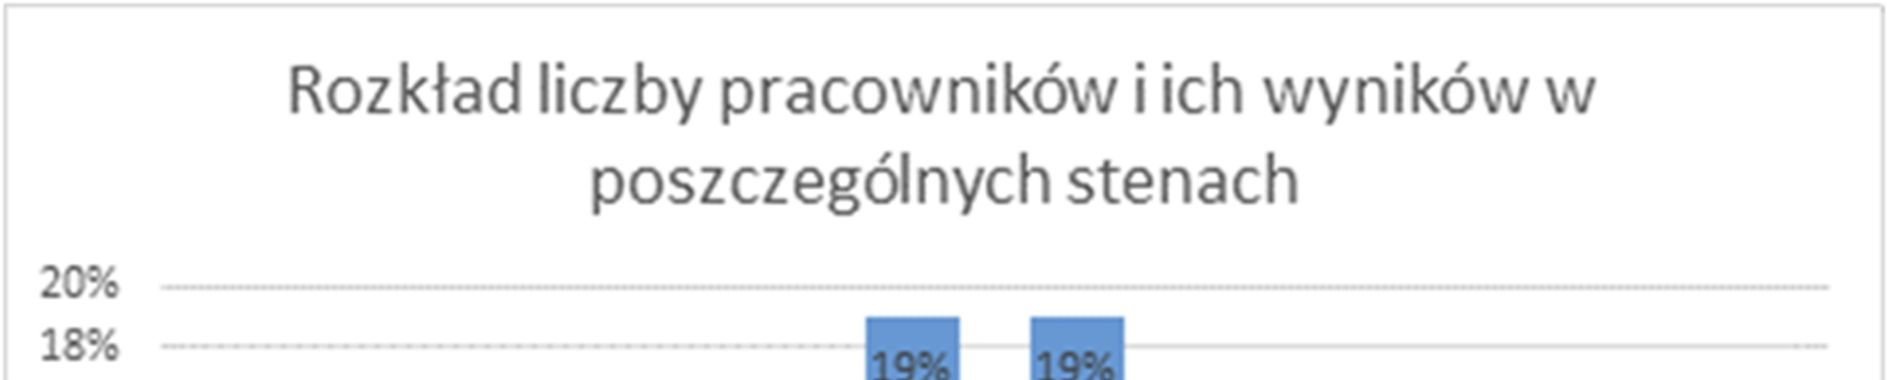 Rozkład liczby pracowników i ich wyników w
poszczególnych stenach
20%
18%
19% 19%